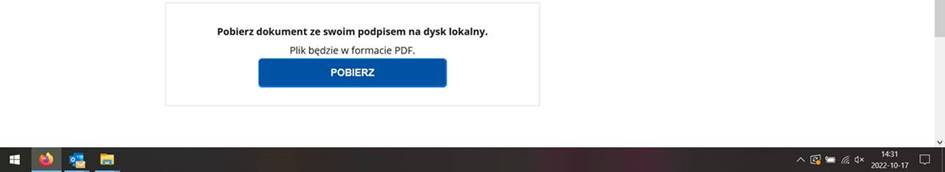 Pobierz dokument ze swoim podpisem na dysk lokalny.
Plik będzie w formacie PDF.
POBIERZ
14:31
2022-10-17